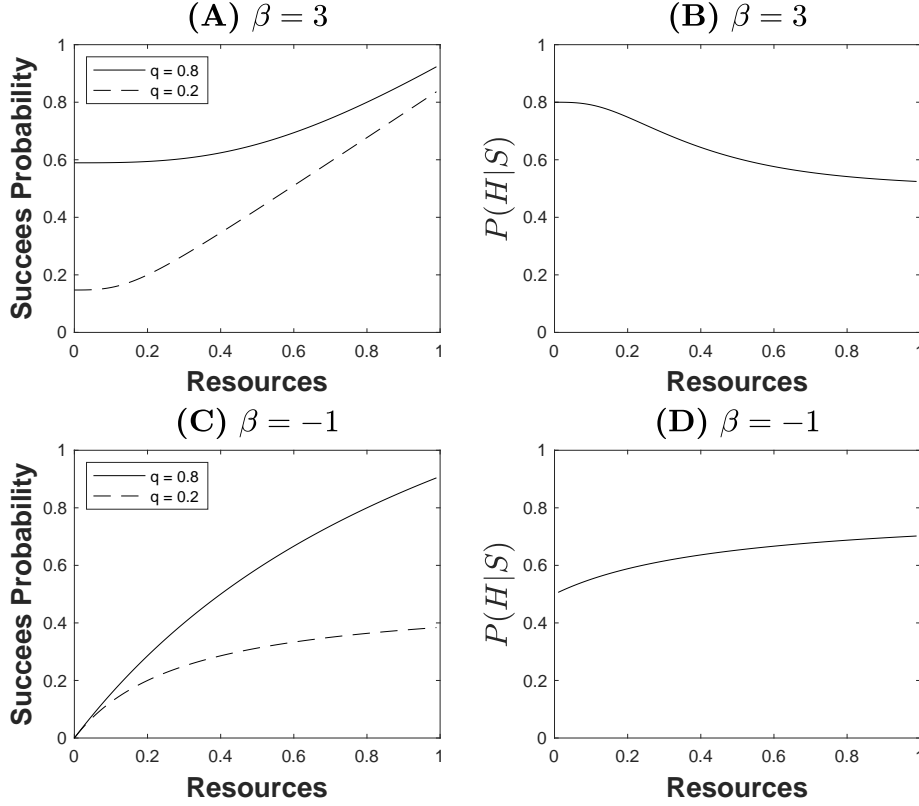 (A) β = 3
Succees Probability
1
0.8
0.6
0.4
0.2
0
q = 0.8
q = 0.2
0 0.2 0.4 0.6 0.8 1
Resources
(B) β = 3
P(H|S)
1
0.8
0.6
0.4
0.2
0
0 0.2 0.4 0.6 0.8 1
Resources
(C) β = −1
Succees Probability
1
0.8
0.6
0.4
0.2
0
q = 0.8
q = 0.2
0 0.2 0.4 0.6 0.8 1
Resources
(D) β = −1
P(H|S)
1
0.8
0.6
0.4
0.2
0
0 0.2 0.4 0.6 0.8 1
Resources